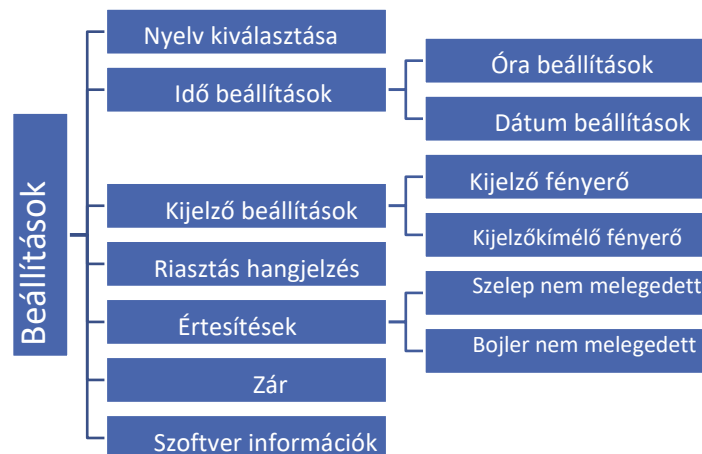 Beállítások
Nyelv kiválasztása
Idő beállítások
Óra beállítások
Dátum beállítások
Kijelző beállítások
Kijelző fényerő
Kijelzőkímélő fényerő
Riasztás hangjelzés
Értesítések
Szelep nem melegedett
Bojler nem melegedett
Zár
Szoftver információk